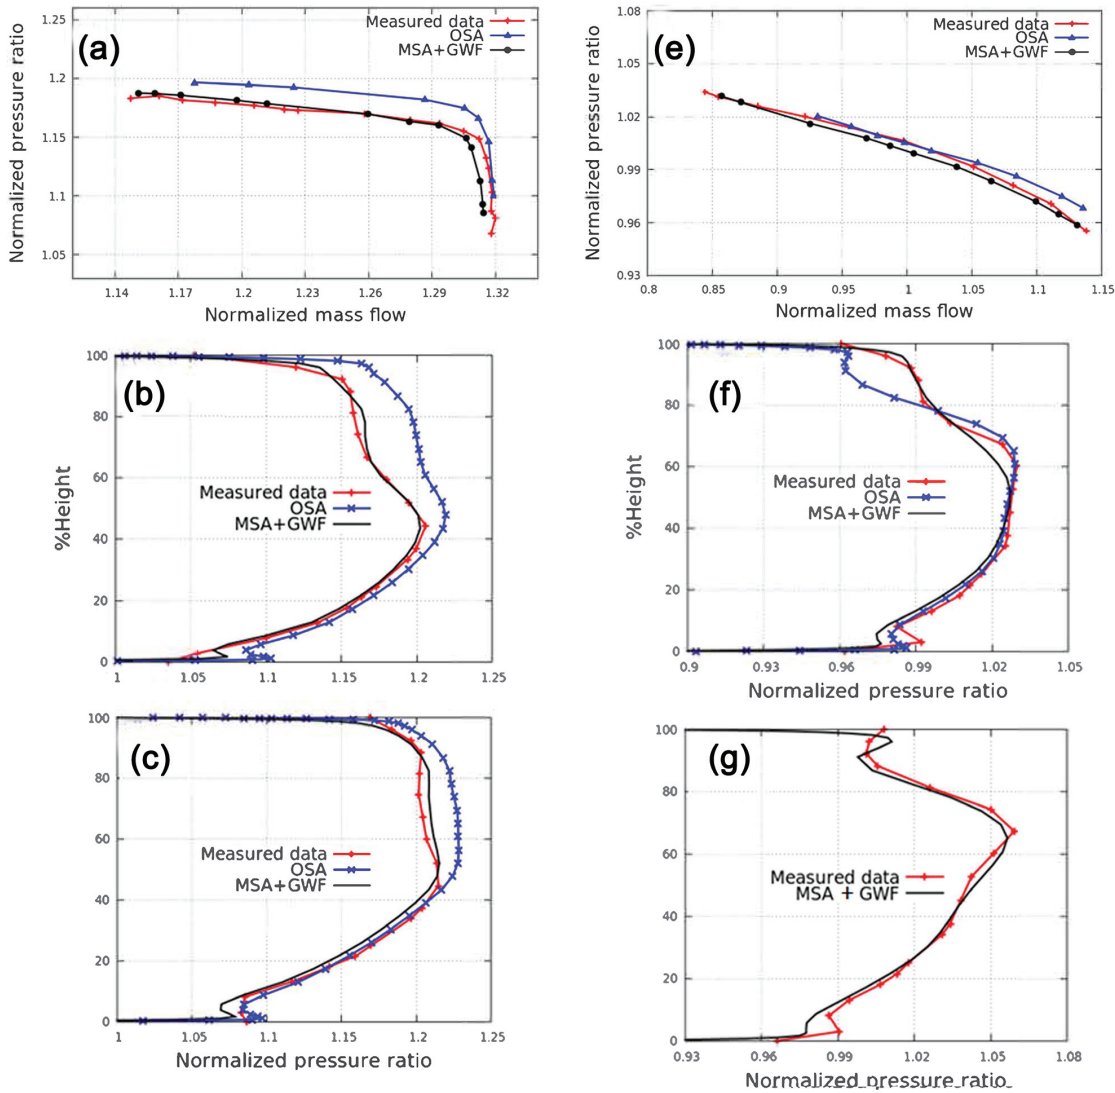 (a)
Normalized pressure ratio
1.25
1.2
1.15
1.1
1.05
Measured data
OSA
MSA+GWF
1.14 1.17 1.2 1.23 1.26 1.29 1.32
Normalized mass flow
(e)
Normalized pressure ratio
1.08
1.05
1.02
0.99
0.96
0.93
Measured data
OSA
MSA+GWF
0.8 0.85 0.9 0.95 1 1.05 1.1 1.15
Normalized mass flow
(b)
%Height
100
80
60
40
20
0
Measured data
OSA
MSA+GWF
1 1.05 1.1 1.15 1.2 1.25
(f)
%Height
100
80
60
40
20
0
Measured data
OSA
MSA+GWF
0.9 0.93 0.96 0.99 1.02 1.05
Normalized pressure ratio
(c)
100
80
60
40
20
0
Measured data
OSA
MSA+GWF
1 1.05 1.1 1.15 1.2 1.25
Normalized pressure ratio
(g)
100
80
60
40
20
0
Measured data
MSA + GWF
0.93 0.96 0.99 1.02 1.05 1.08
Normalized pressure ratio